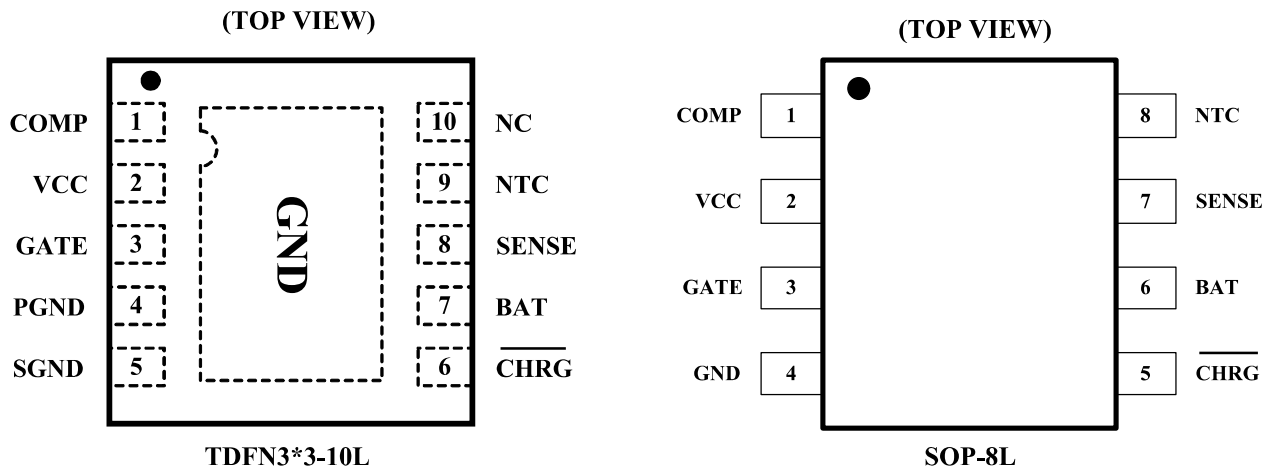 (TOP VIEW)
COMP 1 10 NC
VCC 2 9 NTC
GATE 3 8 SENSE
PGND 4 7 BAT
SGND 5 6 CHRG
GND
TDFN3*3-10L
(TOP VIEW)
COMP 1 8 NTC
VCC 2 7 SENSE
GATE 3 6 BAT
GND 4 5 CHRG
SOP-8L